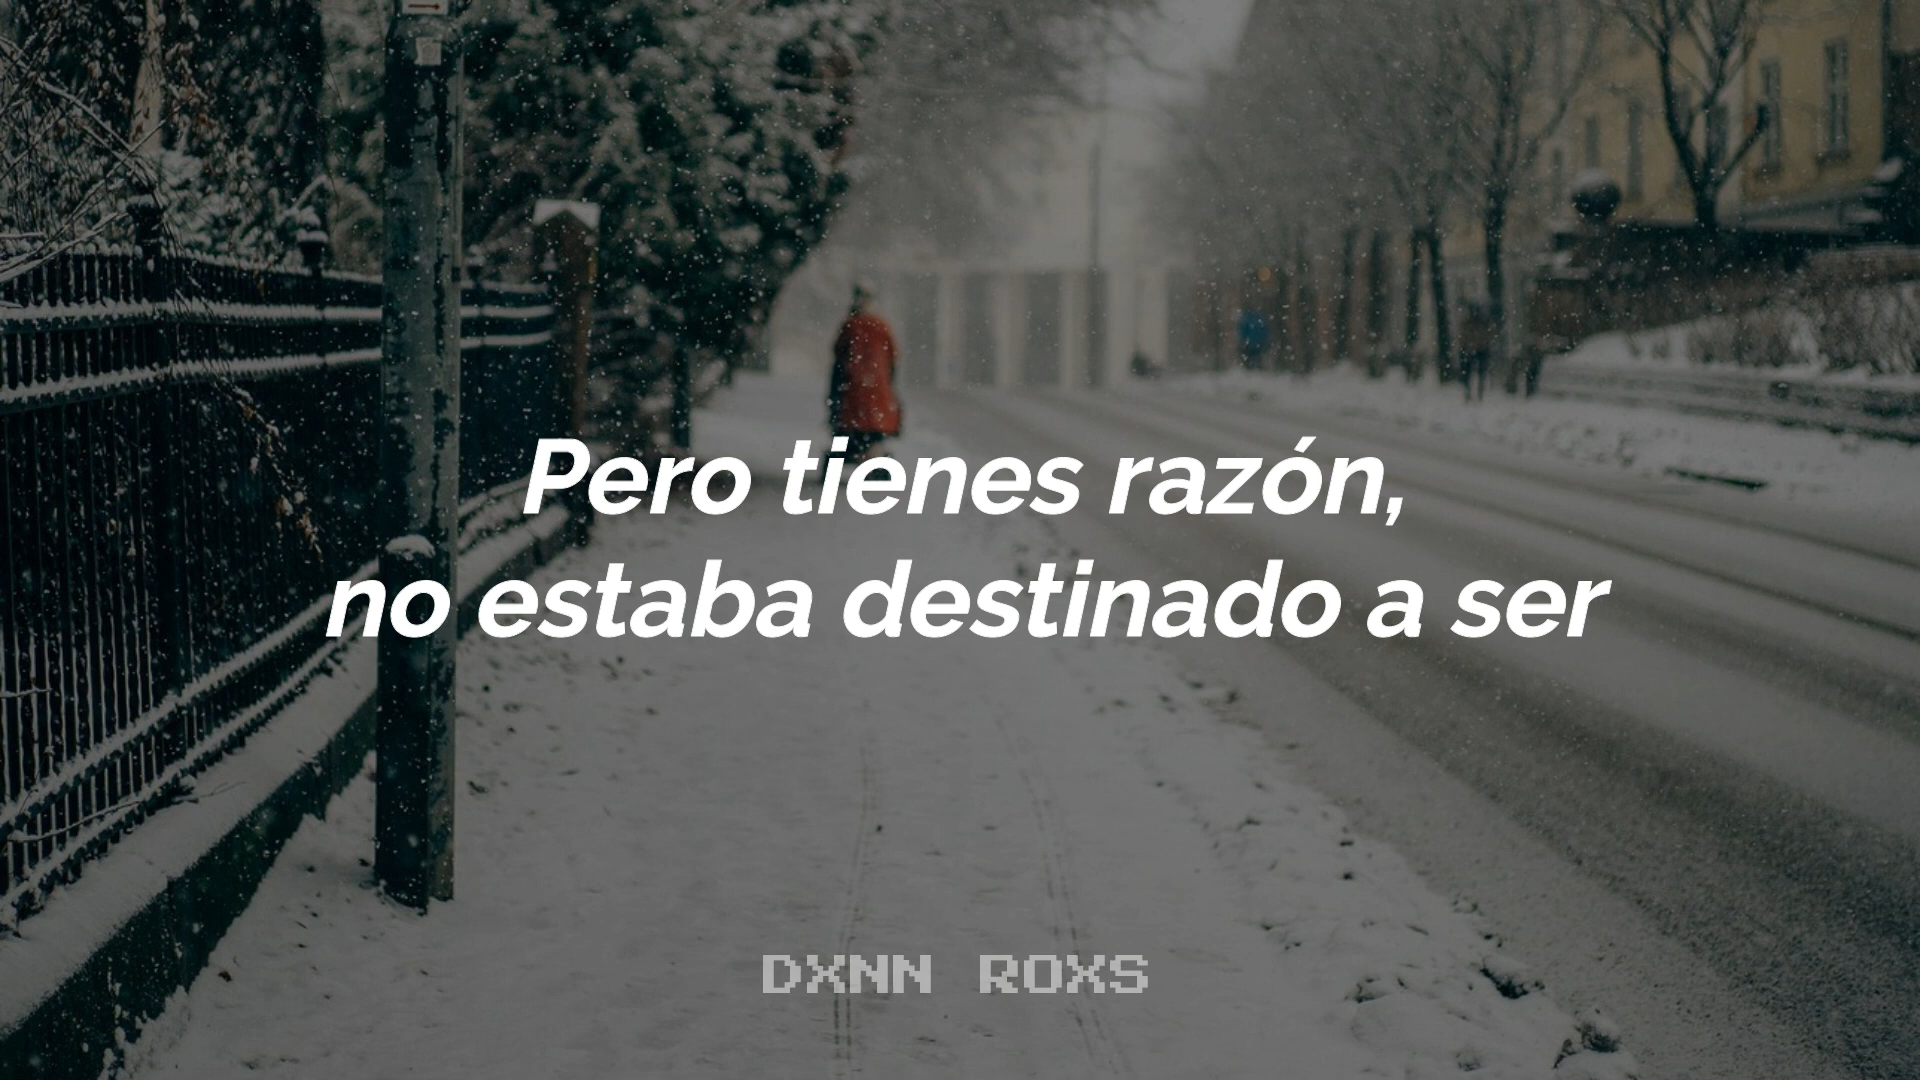 Pero tienes razón,
no estaba destinado a ser
DXNN ROXS